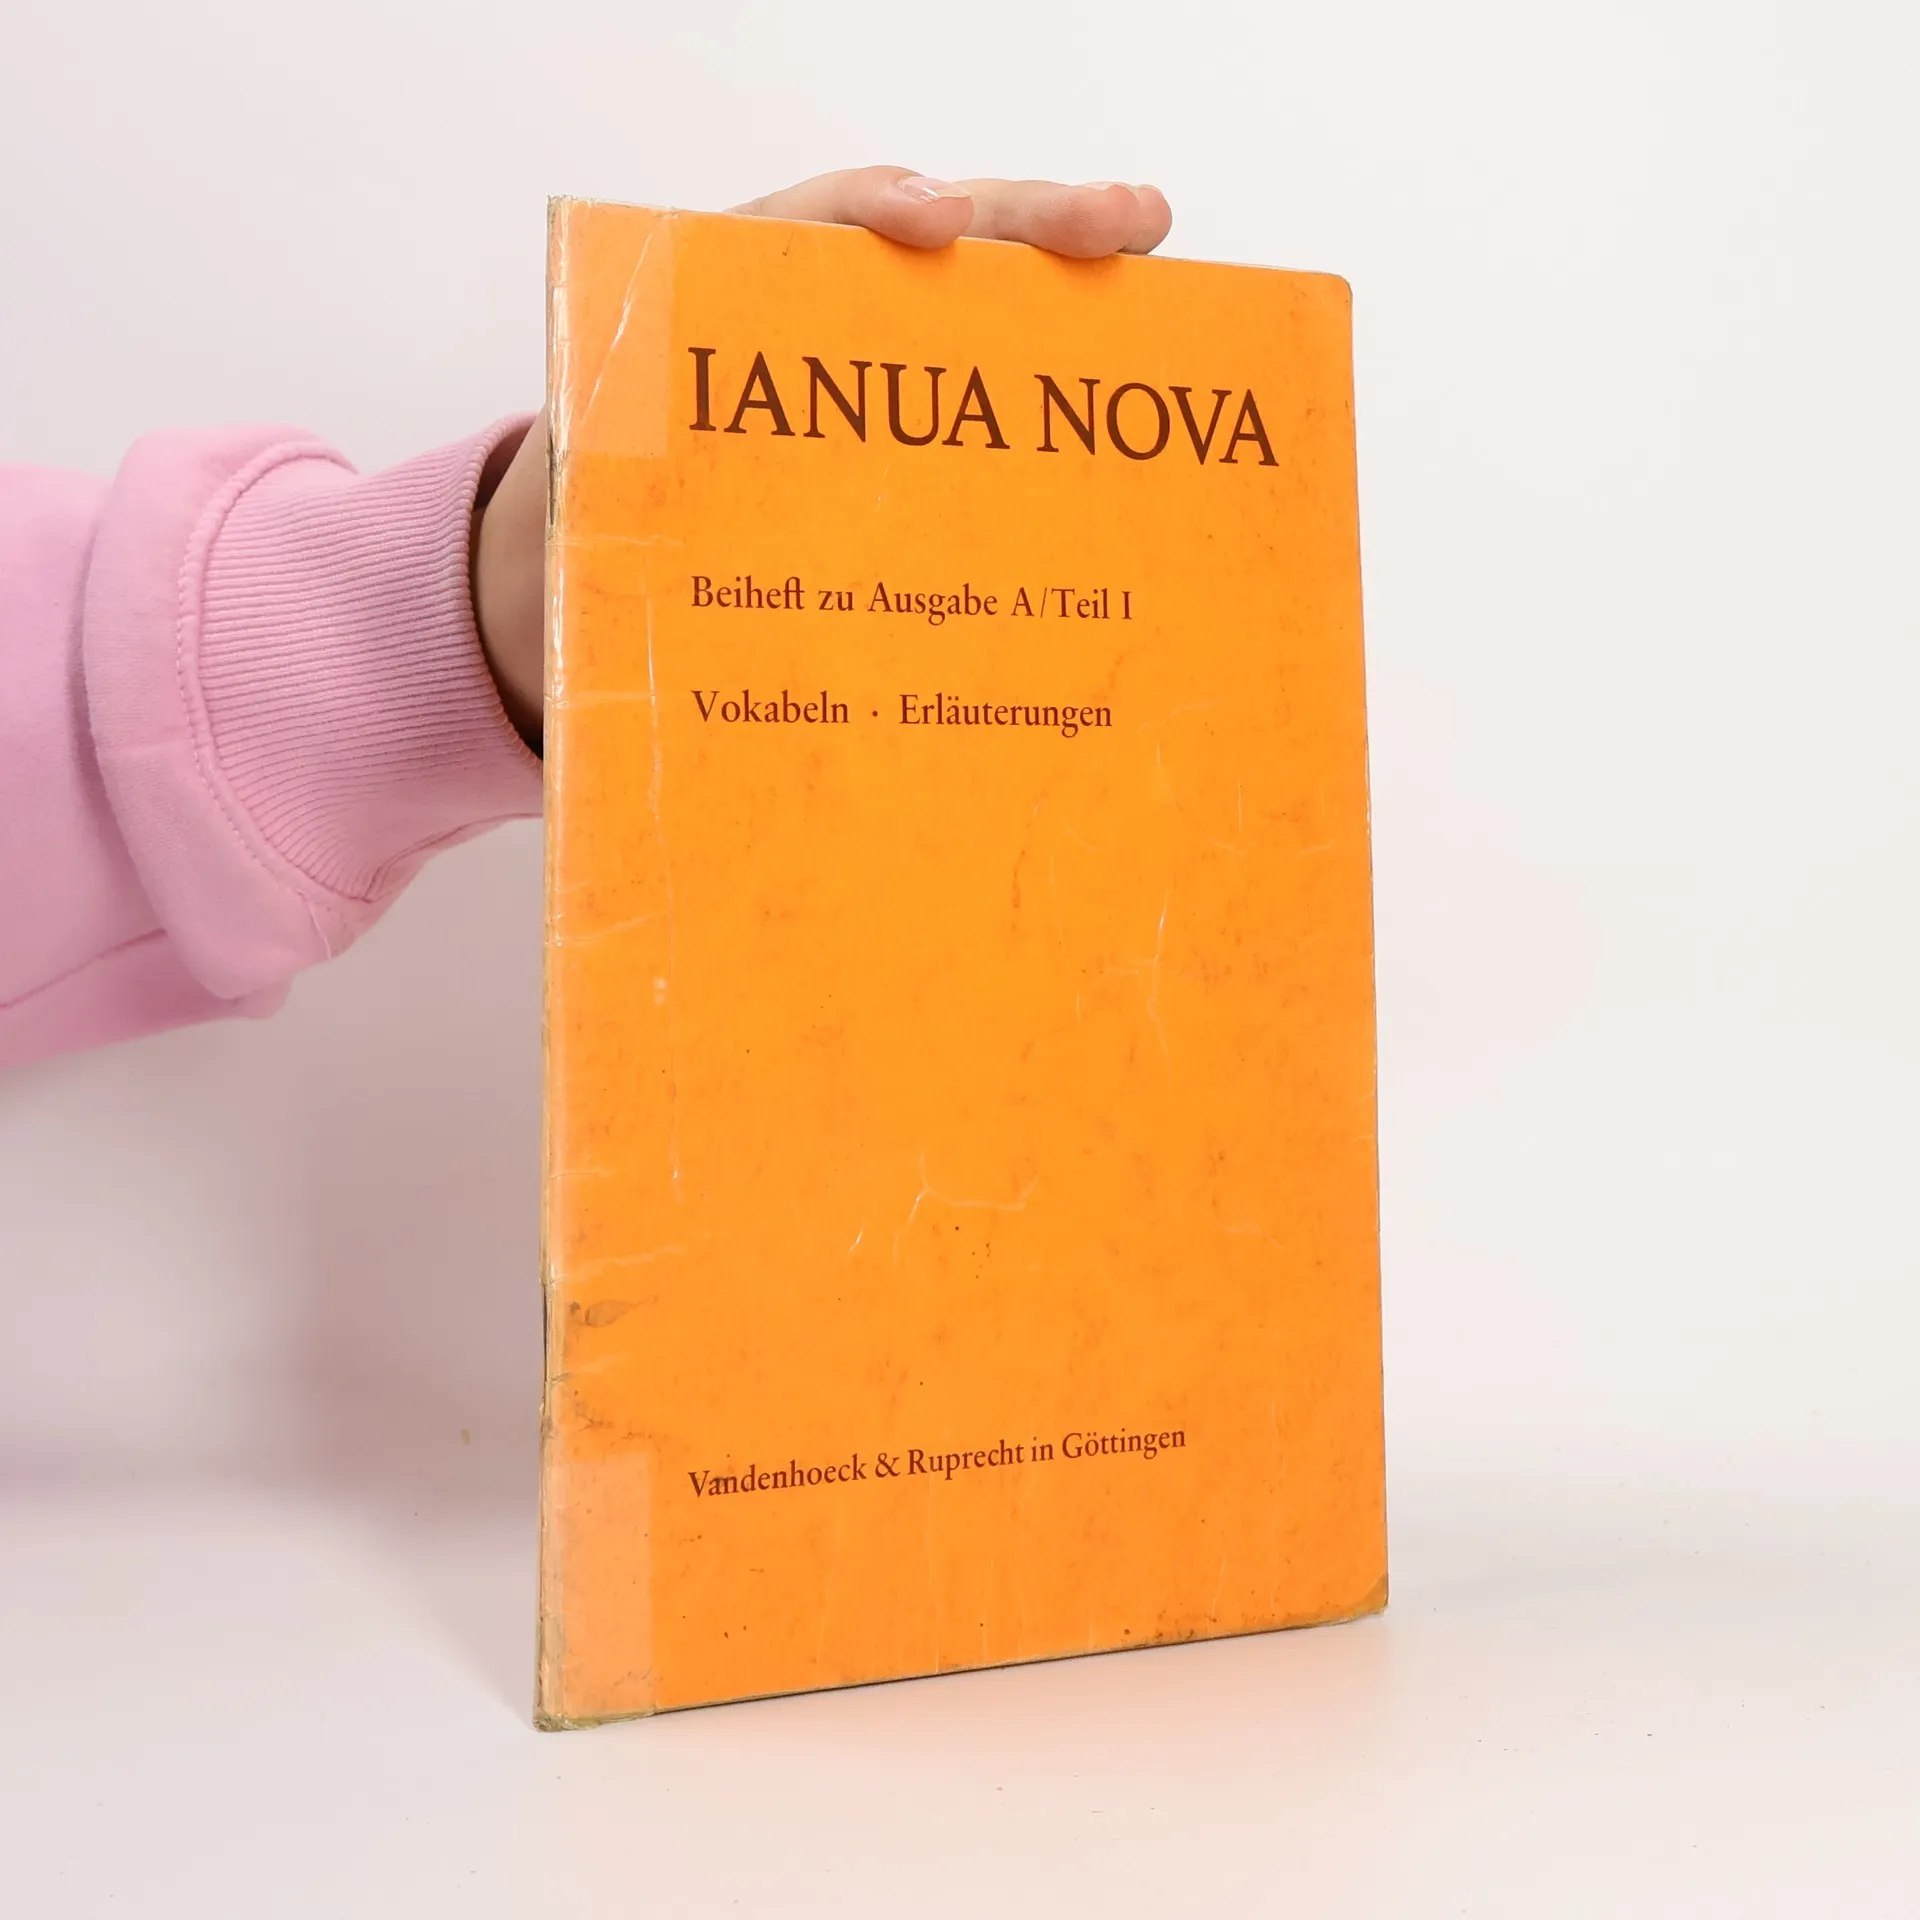 IANUA NOVA
Beiheft zu Ausgabe A/Teil I
Vokabeln · Erläuterungen
Vandenhoeck & Ruprecht in Göttingen